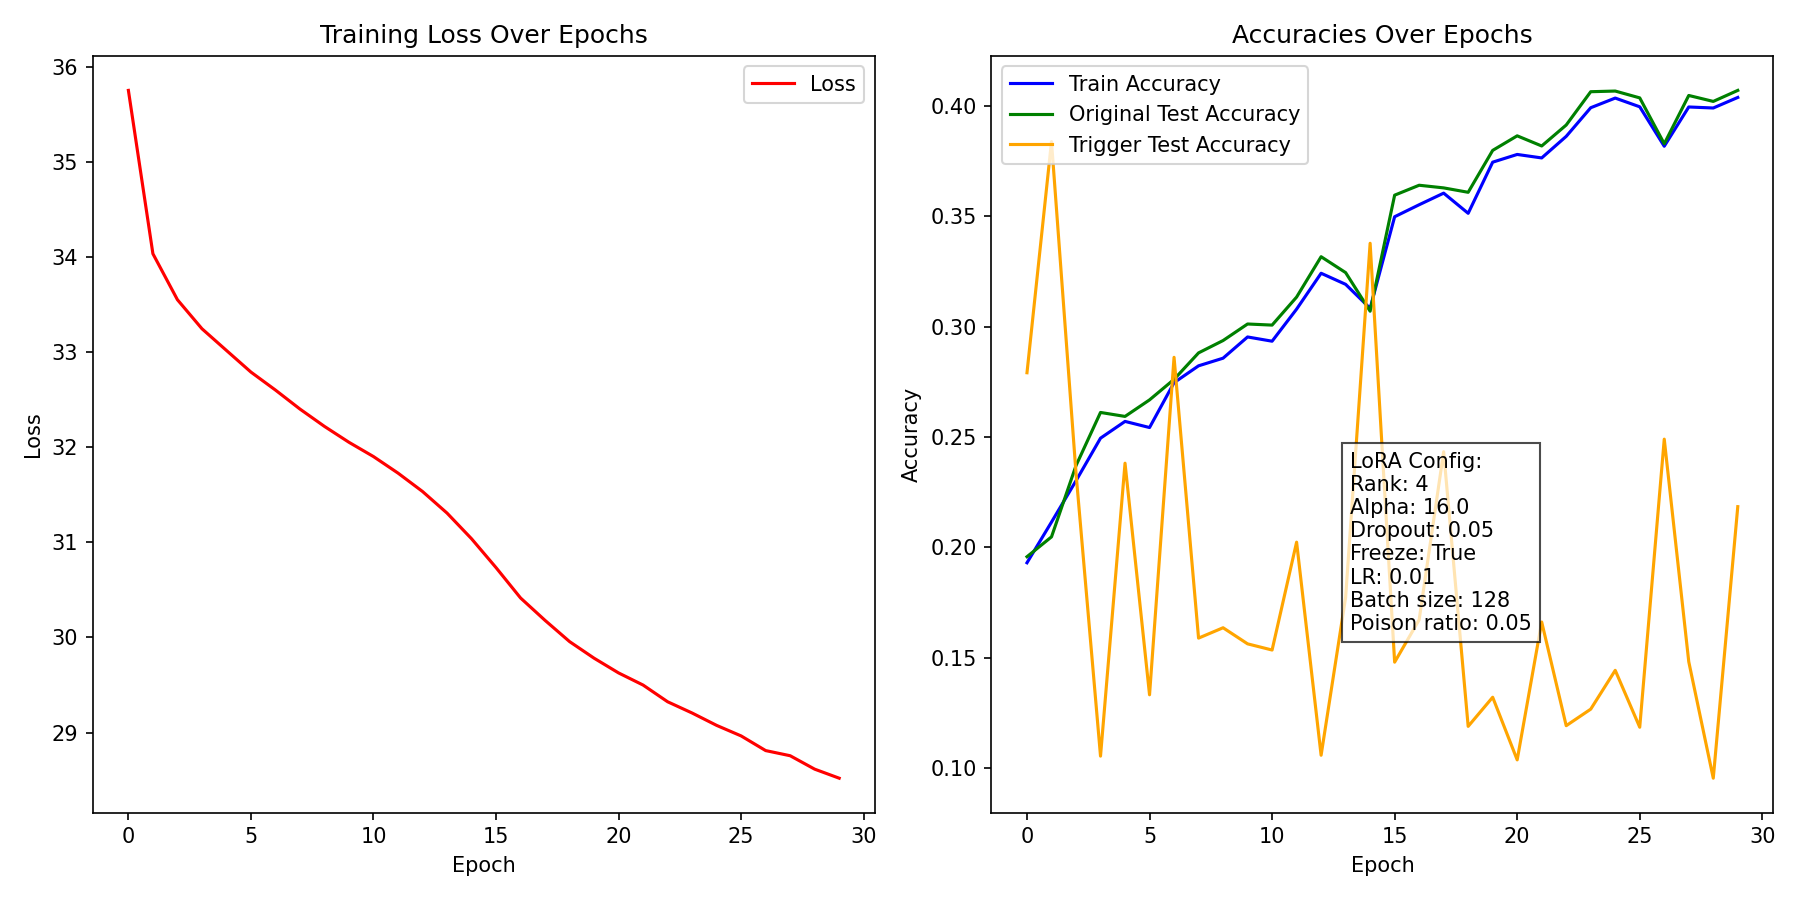 Training Loss Over Epochs
36
35
34
33
32
31
30
29
Loss
Loss
0 5 10 15 20 25 30
Epoch
Accuracies Over Epochs
Train Accuracy
Original Test Accuracy
Trigger Test Accuracy
0.40
0.35
0.30
0.25
0.20
0.15
0.10
Accuracy
LoRA Config:
Rank: 4
Alpha: 16.0
Dropout: 0.05
Freeze: True
LR: 0.01
Batch size: 128
Poison ratio: 0.05
0 5 10 15 20 25 30
Epoch